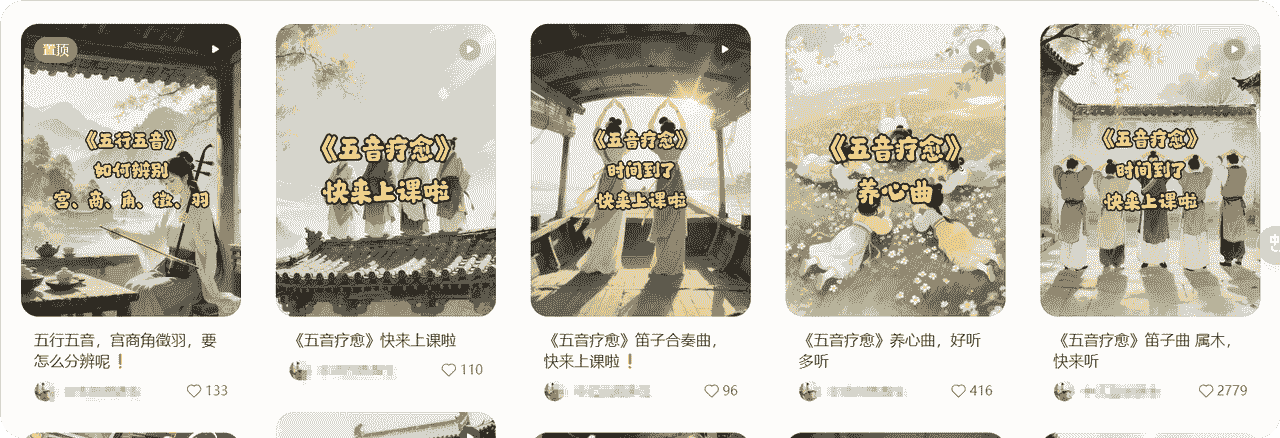 置顶
《五行五音》
如何辨别
宫、商、角、徵、羽
五行五音，宫商角徵羽，要
怎么分辨呢❗
133
《五音疗愈》
快来上课啦
《五音疗愈》快来上课啦
110
《五音疗愈》
时间到了
快来上课啦
《五音疗愈》笛子合奏曲，
快来上课啦❗
96
《五音疗愈》
养心曲
《五音疗愈》养心曲，好听
多听
416
《五音疗愈》
时间到了
快来上课啦
《五音疗愈》笛子曲 属木，
快来听
2779